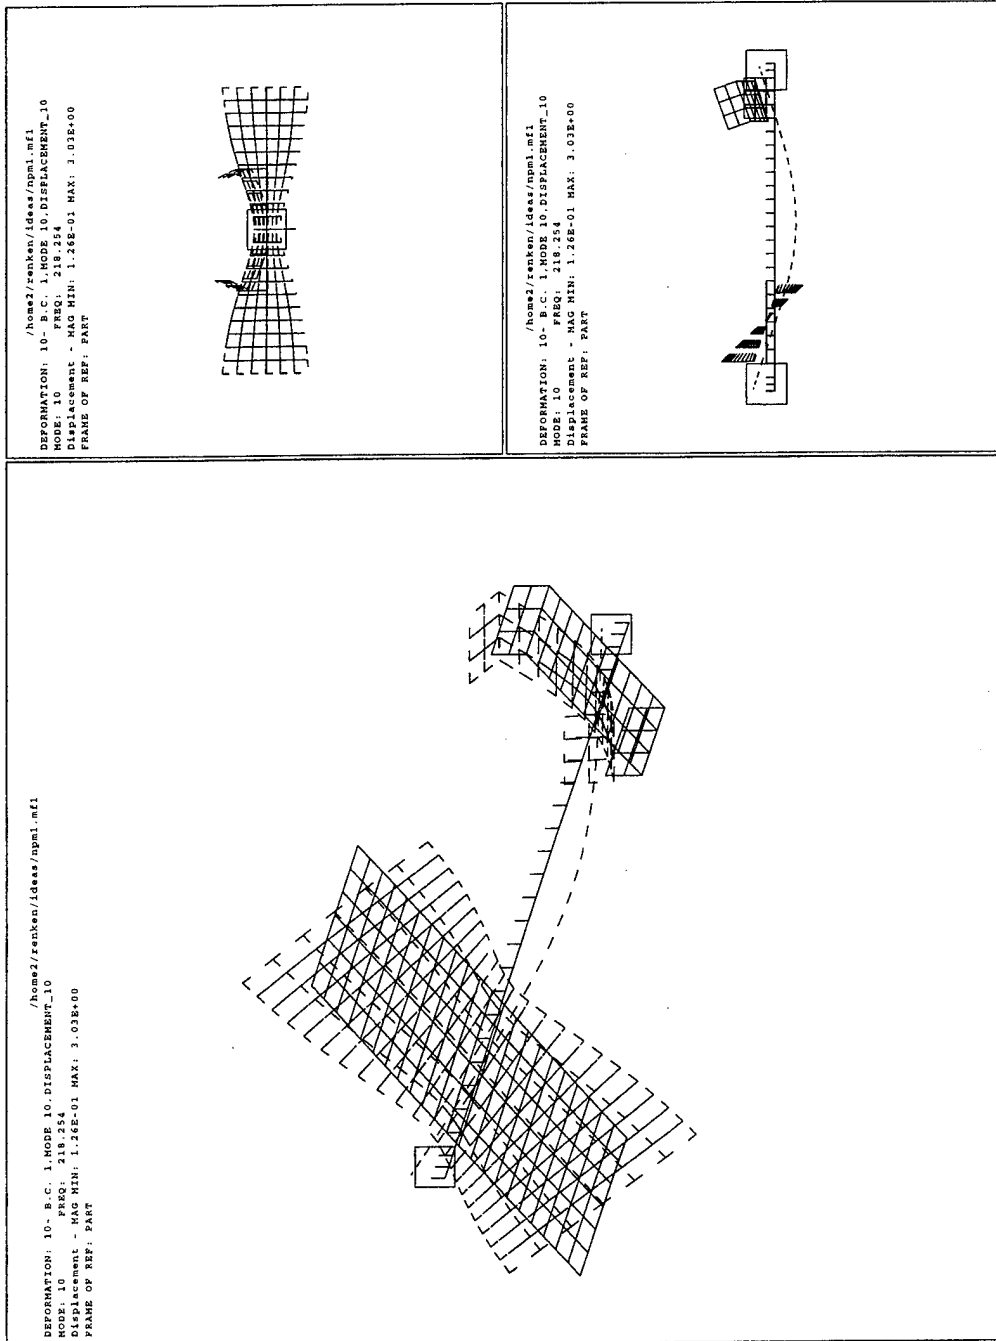 /home2/renken/ideas/npm1.mf1
DEFORMATION: 10- B.C. 1,MODE 10,DISPLACEMENT_10
MODE: 10 FREQ: 218.254
Displacement - MAG MIN: 1.26E-01 MAX: 3.03E+00
FRAME OF REF: PART
/home2/renken/ideas/npm1.mf1
DEFORMATION: 10- B.C. 1,MODE 10,DISPLACEMENT_10
MODE: 10 FREQ: 218.254
Displacement - MAG MIN: 1.26E-01 MAX: 3.03E+00
FRAME OF REF: PART
/home2/renken/ideas/npm1.mf1
DEFORMATION: 10- B.C. 1,MODE 10,DISPLACEMENT_10
MODE: 10 FREQ: 218.254
Displacement - MAG MIN: 1.26E-01 MAX: 3.03E+00
FRAME OF REF: PART